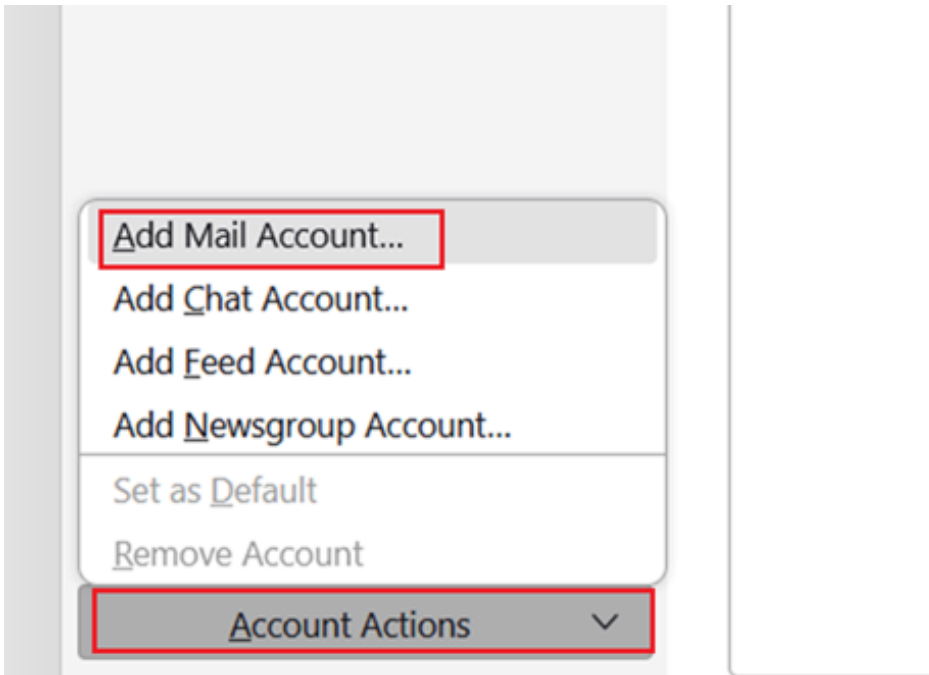 Add Mail Account...
Add Chat Account...
Add Feed Account...
Add Newsgroup Account...
Set as Default
Remove Account
Account Actions